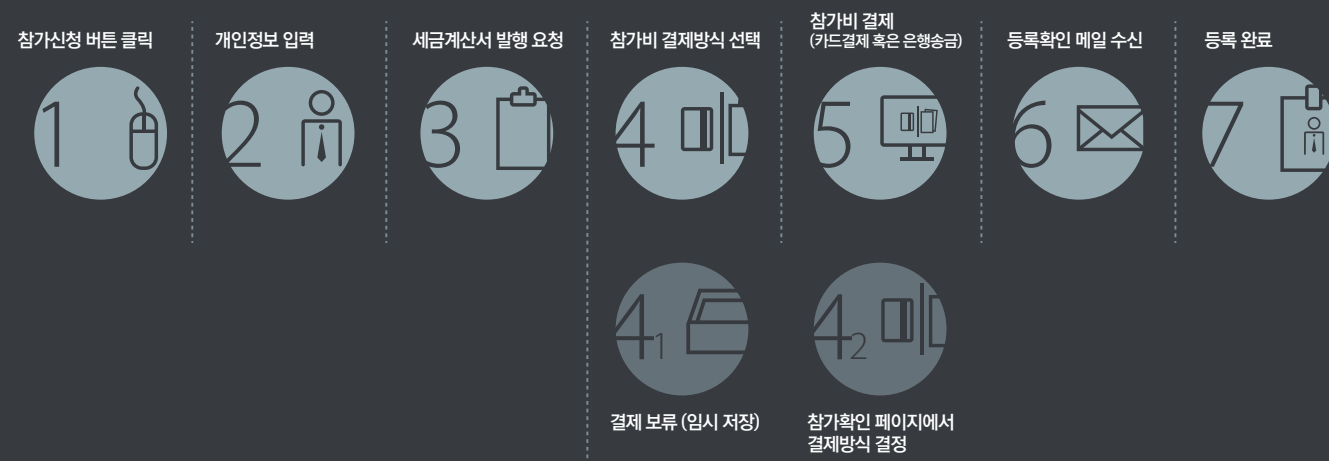 참가신청 버튼 클릭
1
개인정보 입력
2
세금계산서 발행 요청
3
참가비 결제방식 선택
4
참가비 결제
(카드결제 혹은 은행송금)
5
등록확인 메일 수신
6
등록 완료
7
4 1
결제 보류 (임시 저장)
4 2
참가확인 페이지에서
결제방식 결정